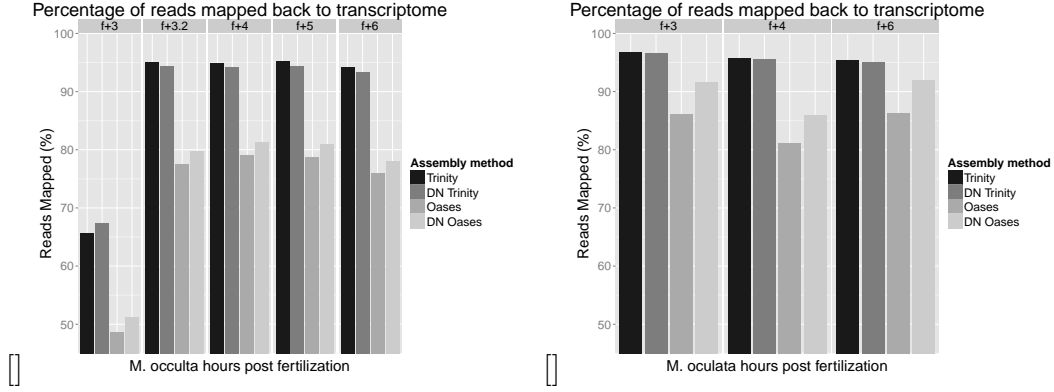 Percentage of reads mapped back to transcriptome
f+3 f+3.2 f+4 f+5 f+6
100
90
80
70
60
50
Reads Mapped (%)
M. occulta hours post fertilization
Assembly method
Trinity
DN Trinity
Oases
DN Oases
[]
Percentage of reads mapped back to transcriptome
f+3 f+4 f+6
100
90
80
70
60
50
Reads Mapped (%)
M. oculata hours post fertilization
Assembly method
Trinity
DN Trinity
Oases
DN Oases
[]